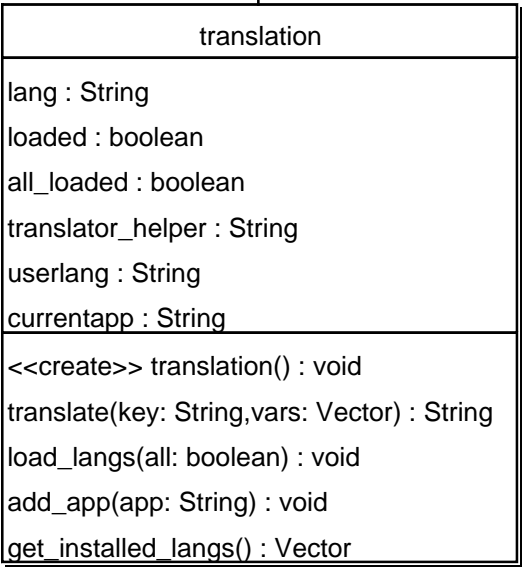 translation
lang : String
loaded : boolean
all_loaded : boolean
translator_helper : String
userlang : String
currentapp : String
<<create>> translation() : void
translate(key: String,vars: Vector) : String
load_langs(all: boolean) : void
add_app(app: String) : void
get_installed_langs() : Vector